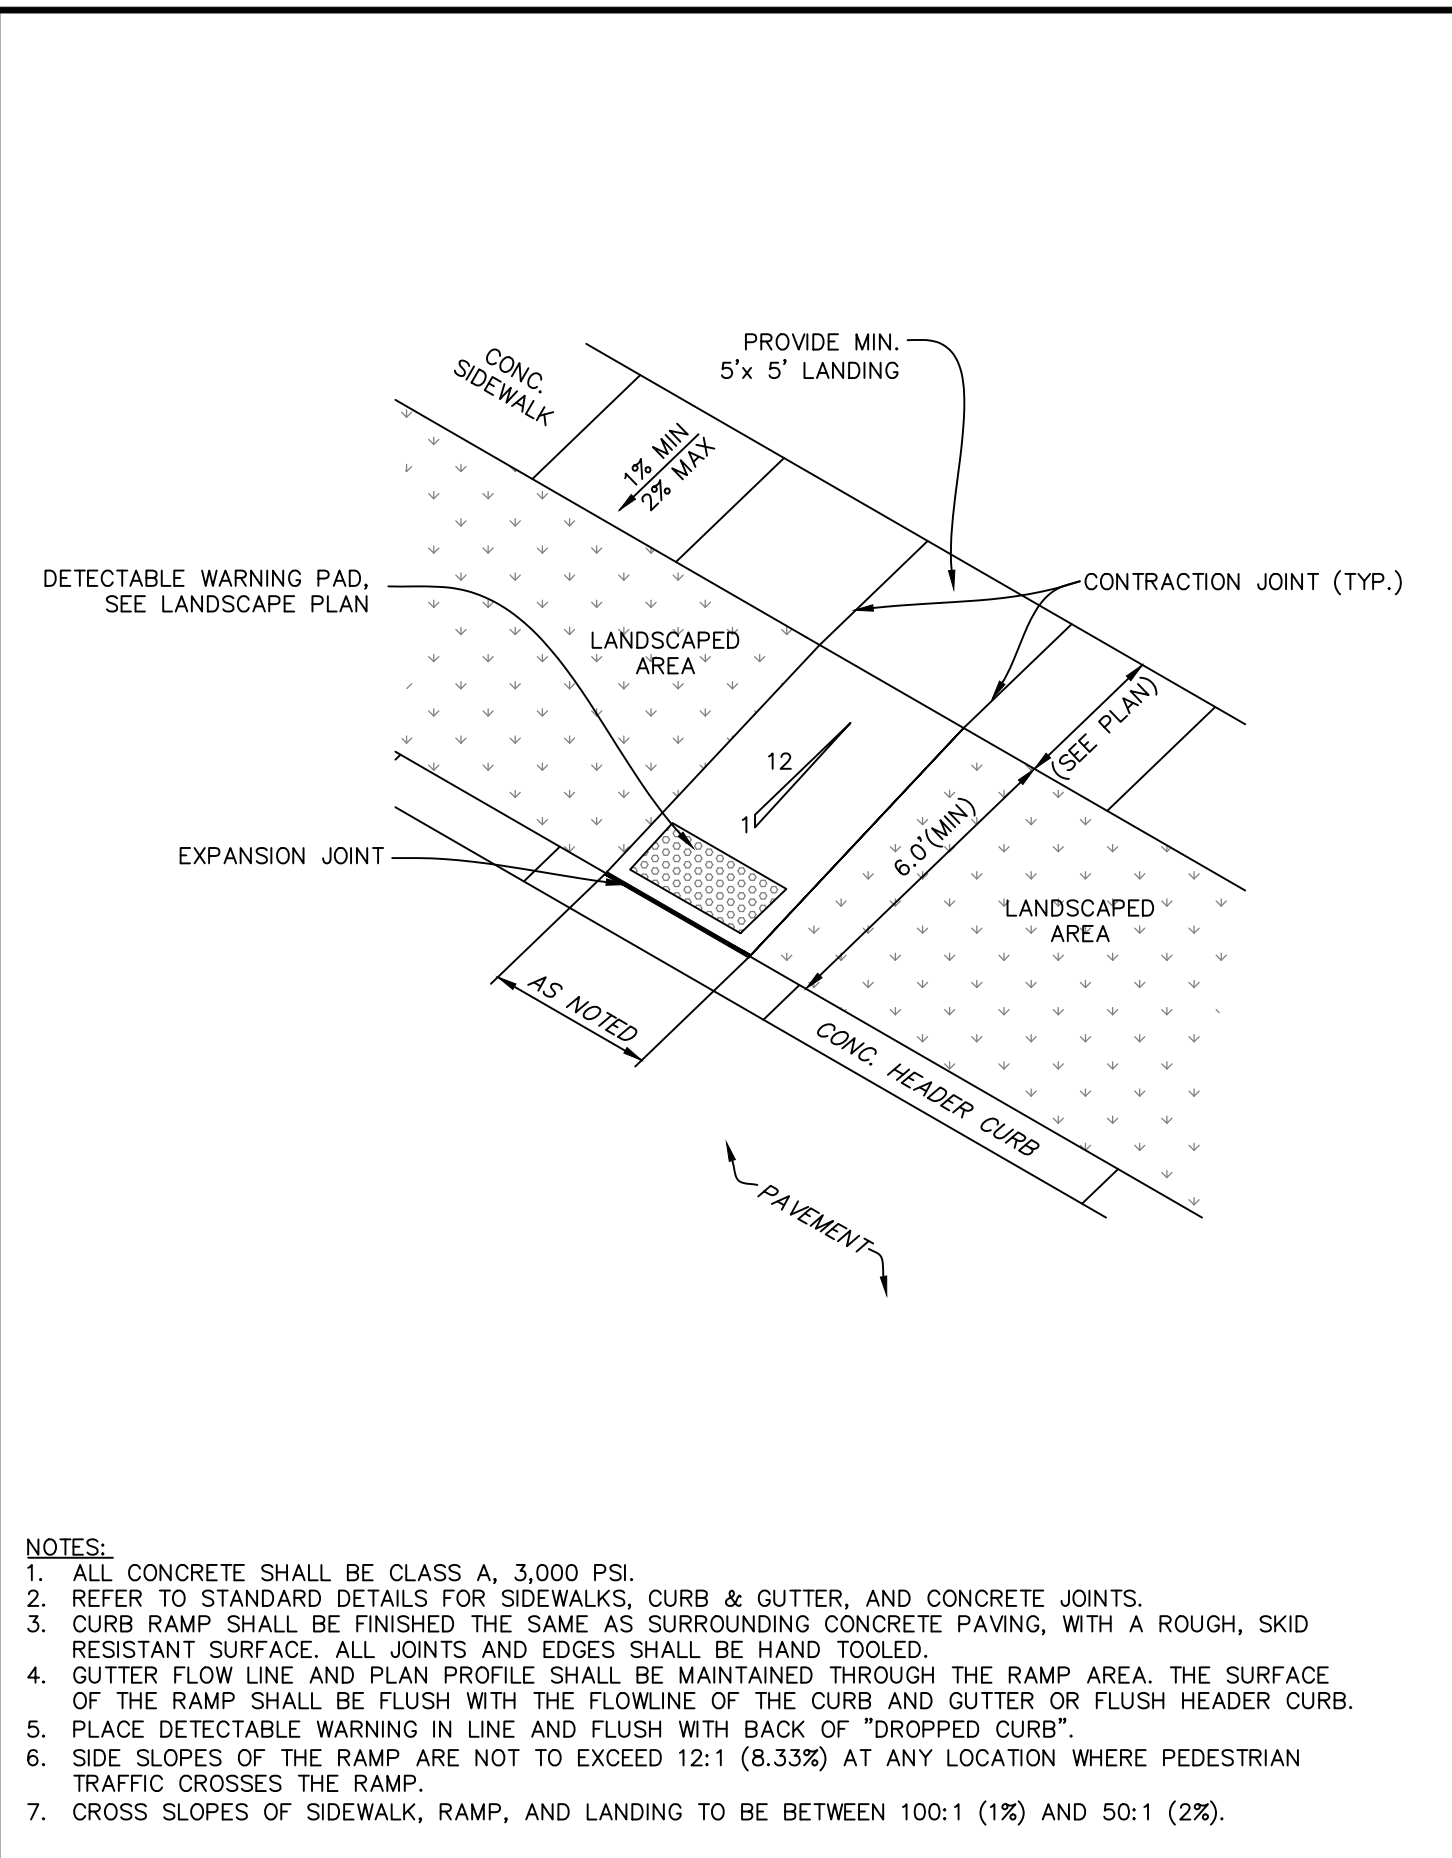 PROVIDE MIN.
5'x 5' LANDING
CONC.
SIDEWALK
1% MIN
2% MAX
DETECTABLE WARNING PAD,
SEE LANDSCAPE PLAN
CONTRACTION JOINT (TYP.)
LANDSCAPED
AREA
(SEE PLAN)
12
1
6.0'(MIN)
EXPANSION JOINT
LANDSCAPED
AREA
AS NOTED
CONC. HEADER CURB
PAVEMENT
NOTES:
1. ALL CONCRETE SHALL BE CLASS A, 3,000 PSI.
2. REFER TO STANDARD DETAILS FOR SIDEWALKS, CURB & GUTTER, AND CONCRETE JOINTS.
3. CURB RAMP SHALL BE FINISHED THE SAME AS SURROUNDING CONCRETE PAVING, WITH A ROUGH, SKID
RESISTANT SURFACE. ALL JOINTS AND EDGES SHALL BE HAND TOOLED.
4. GUTTER FLOW LINE AND PLAN PROFILE SHALL BE MAINTAINED THROUGH THE RAMP AREA. THE SURFACE
OF THE RAMP SHALL BE FLUSH WITH THE FLOWLINE OF THE CURB AND GUTTER OR FLUSH HEADER CURB.
5. PLACE DETECTABLE WARNING IN LINE AND FLUSH WITH BACK OF "DROPPED CURB".
6. SIDE SLOPES OF THE RAMP ARE NOT TO EXCEED 12:1 (8.33%) AT ANY LOCATION WHERE PEDESTRIAN
TRAFFIC CROSSES THE RAMP.
7. CROSS SLOPES OF SIDEWALK, RAMP, AND LANDING TO BE BETWEEN 100:1 (1%) AND 50:1 (2%).